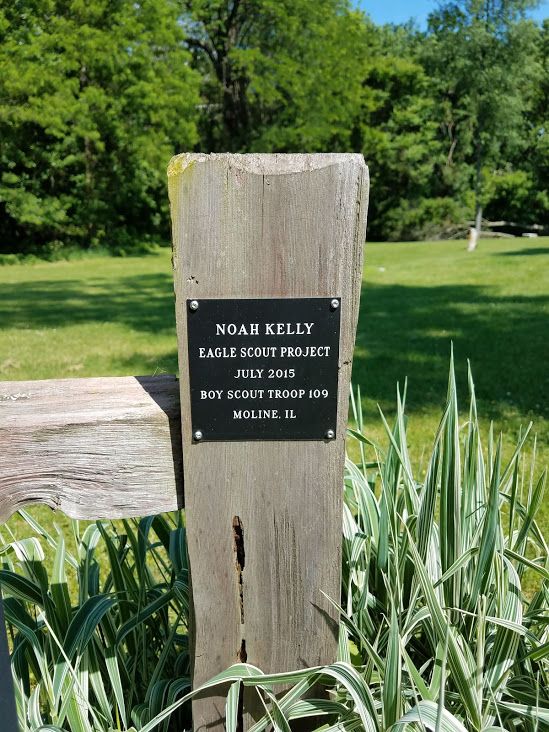 NOAH KELLY
EAGLE SCOUT PROJECT
JULY 2015
BOY SCOUT TROOP 109
MOLINE, IL